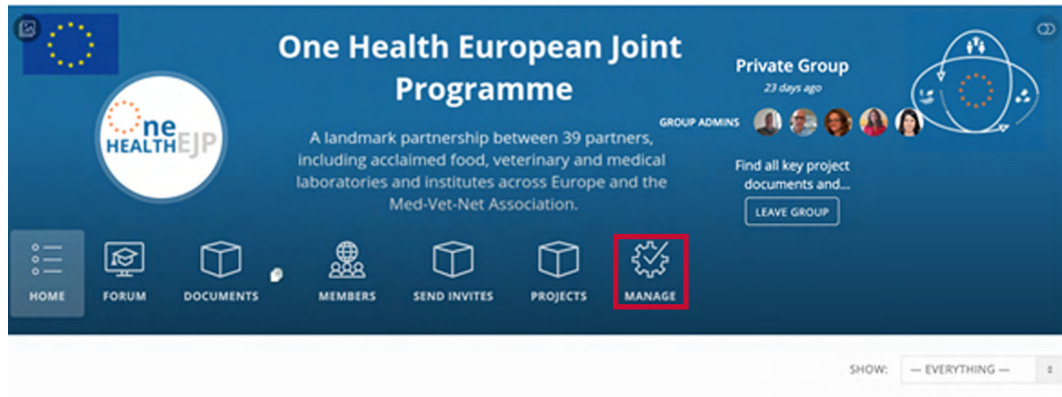 One Health European Joint
Programme
A landmark partnership between 39 partners,
including acclaimed food, veterinary and medical
laboratories and institutes across Europe and the
Med-Vet-Net Association.
One
HEALTHEJP
Private Group
23 days ago
GROUP ADMINS
Find all key project
documents and...
LEAVE GROUP
HOME
FORUM
DOCUMENTS
MEMBERS
SEND INVITES
PROJECTS
MANAGE
SHOW:
— EVERYTHING —